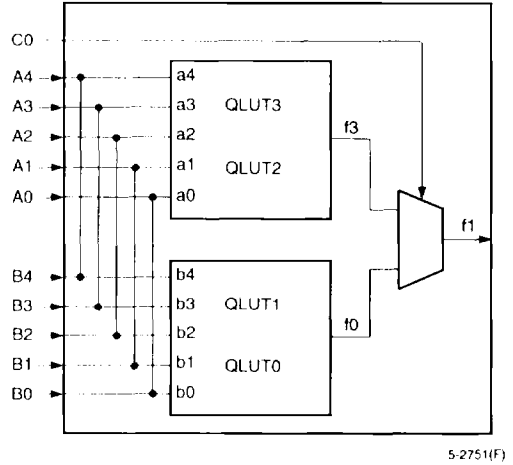 C0
A4 a4
A3 a3 QLUT3
A2 a2 f3
A1 a1 QLUT2
A0 a0
f1
B4 b4
B3 b3 QLUT1
B2 b2 f0
B1 b1 QLUT0
B0 b0
5-2751(F)